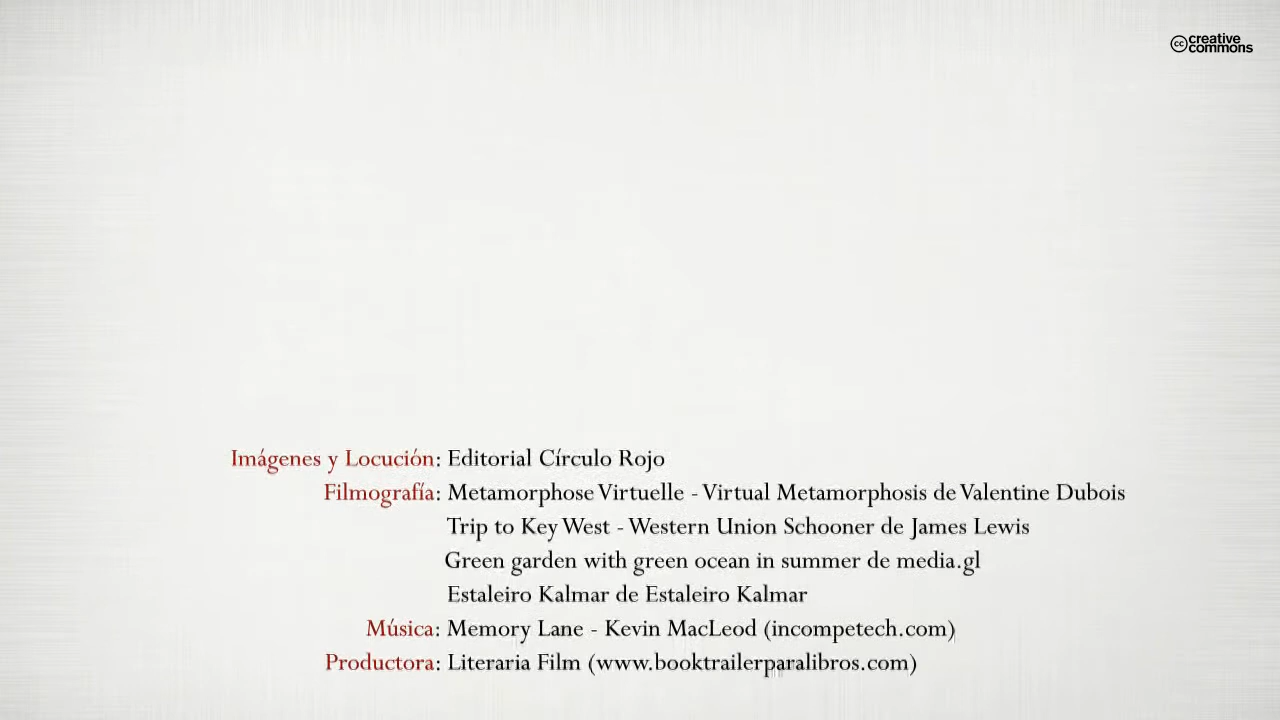 cc creative
commons
Imágenes y Locución: Editorial Círculo Rojo
Filmografía: Metamorphose Virtuelle - Virtual Metamorphosis de Valentine Dubois
Trip to Key West - Western Union Schooner de James Lewis
Green garden with green ocean in summer de media.gl
Estaleiro Kalmar de Estaleiro Kalmar
Música: Memory Lane - Kevin MacLeod (incompetech.com)
Productora: Literaria Film (www.booktrailerparalibros.com)